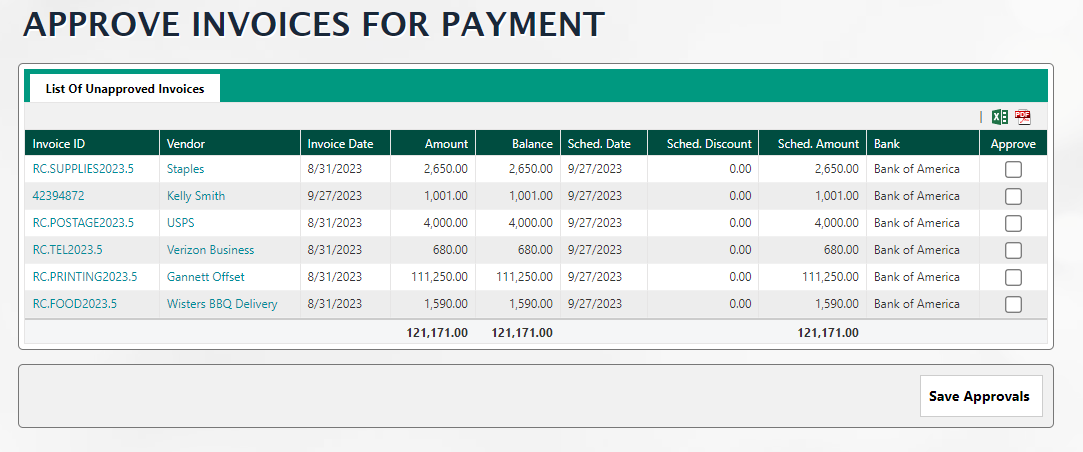 APPROVE INVOICES FOR PAYMENT
List Of Unapproved Invoices
PDF
Invoice ID Vendor Invoice Date Amount Balance Sched. Date Sched. Discount Sched. Amount Bank Approve
RC.SUPPLIES2023.5 Staples 8/31/2023 2,650.00 2,650.00 9/27/2023 0.00 2,650.00 Bank of America
42394872 Kelly Smith 9/27/2023 1,001.00 1,001.00 9/27/2023 0.00 1,001.00 Bank of America
RC.POSTAGE2023.5 USPS 8/31/2023 4,000.00 4,000.00 9/27/2023 0.00 4,000.00 Bank of America
RC.TEL2023.5 Verizon Business 8/31/2023 680.00 680.00 9/27/2023 0.00 680.00 Bank of America
RC.PRINTING2023.5 Gannett Offset 8/31/2023 111,250.00 111,250.00 9/27/2023 0.00 111,250.00 Bank of America
RC.FOOD2023.5 Wisters BBQ Delivery 8/31/2023 1,590.00 1,590.00 9/27/2023 0.00 1,590.00 Bank of America
121,171.00 121,171.00 121,171.00
Save Approvals